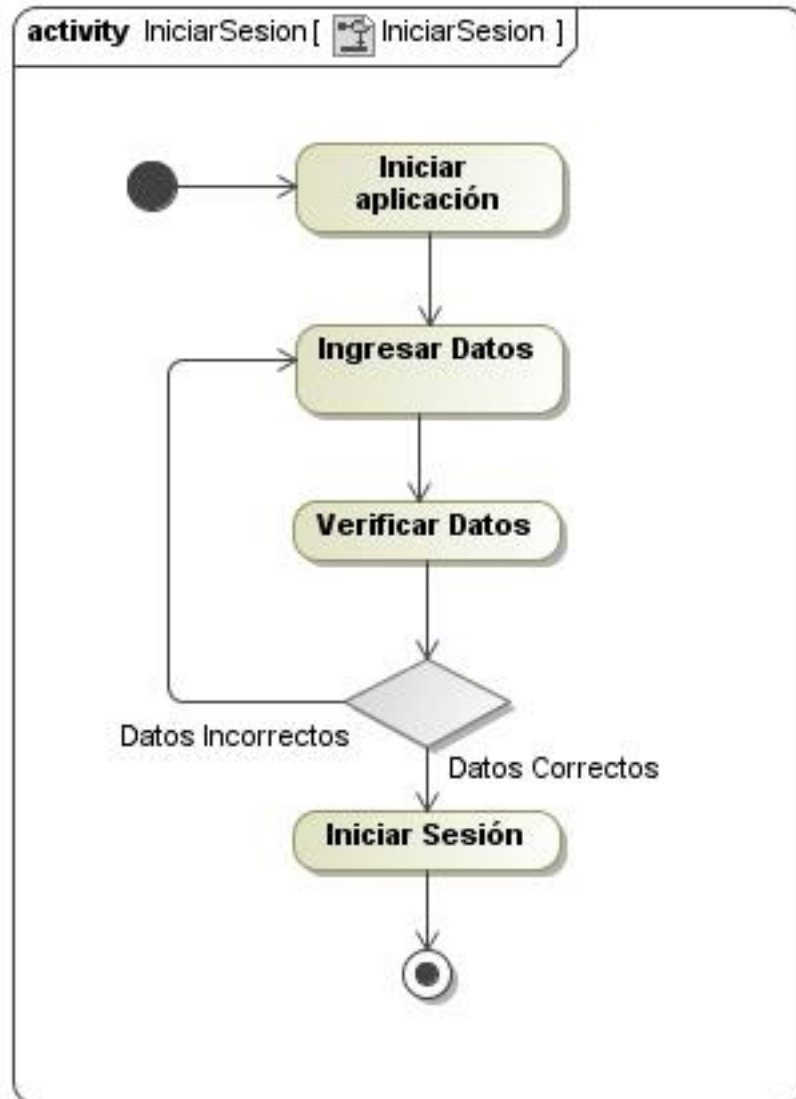 activity IniciarSesion [ IniciarSesion ]
Iniciar
aplicación
Ingresar Datos
Verificar Datos
Datos Incorrectos
Datos Correctos
Iniciar Sesión